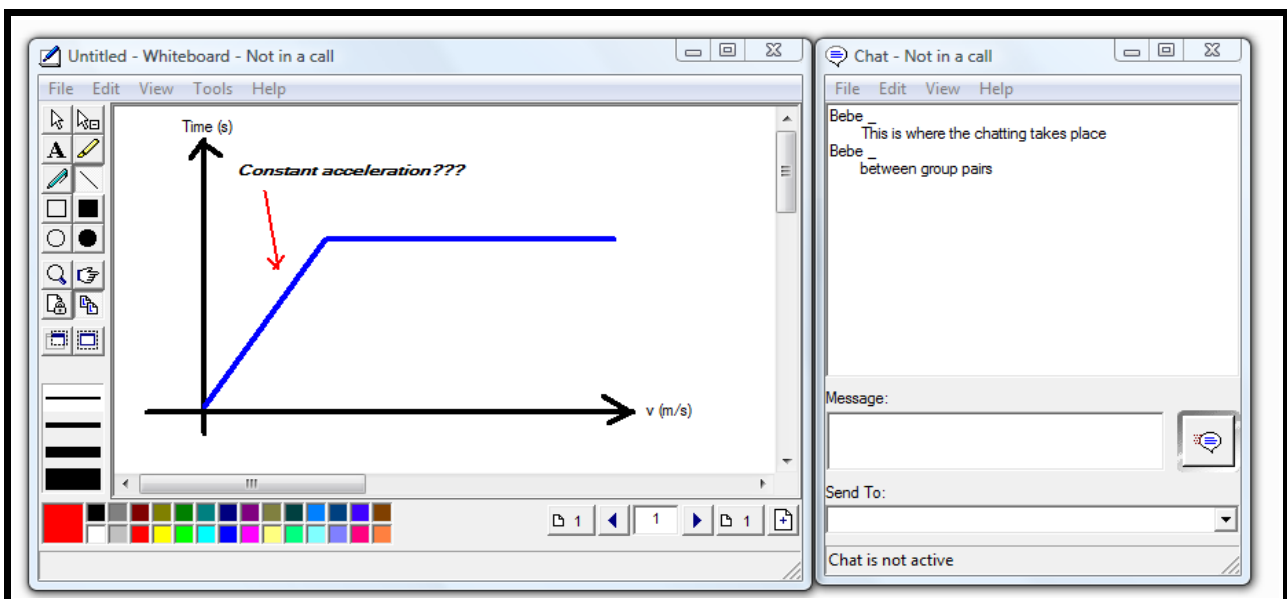 Untitled - Whiteboard - Not in a call
File Edit View Tools Help
A
Time (s)
Constant acceleration???
v (m/s)
1
1
1
Chat - Not in a call
File Edit View Help
Bebe _
This is where the chatting takes place
Bebe _
between group pairs
Message:
Send To:
Chat is not active